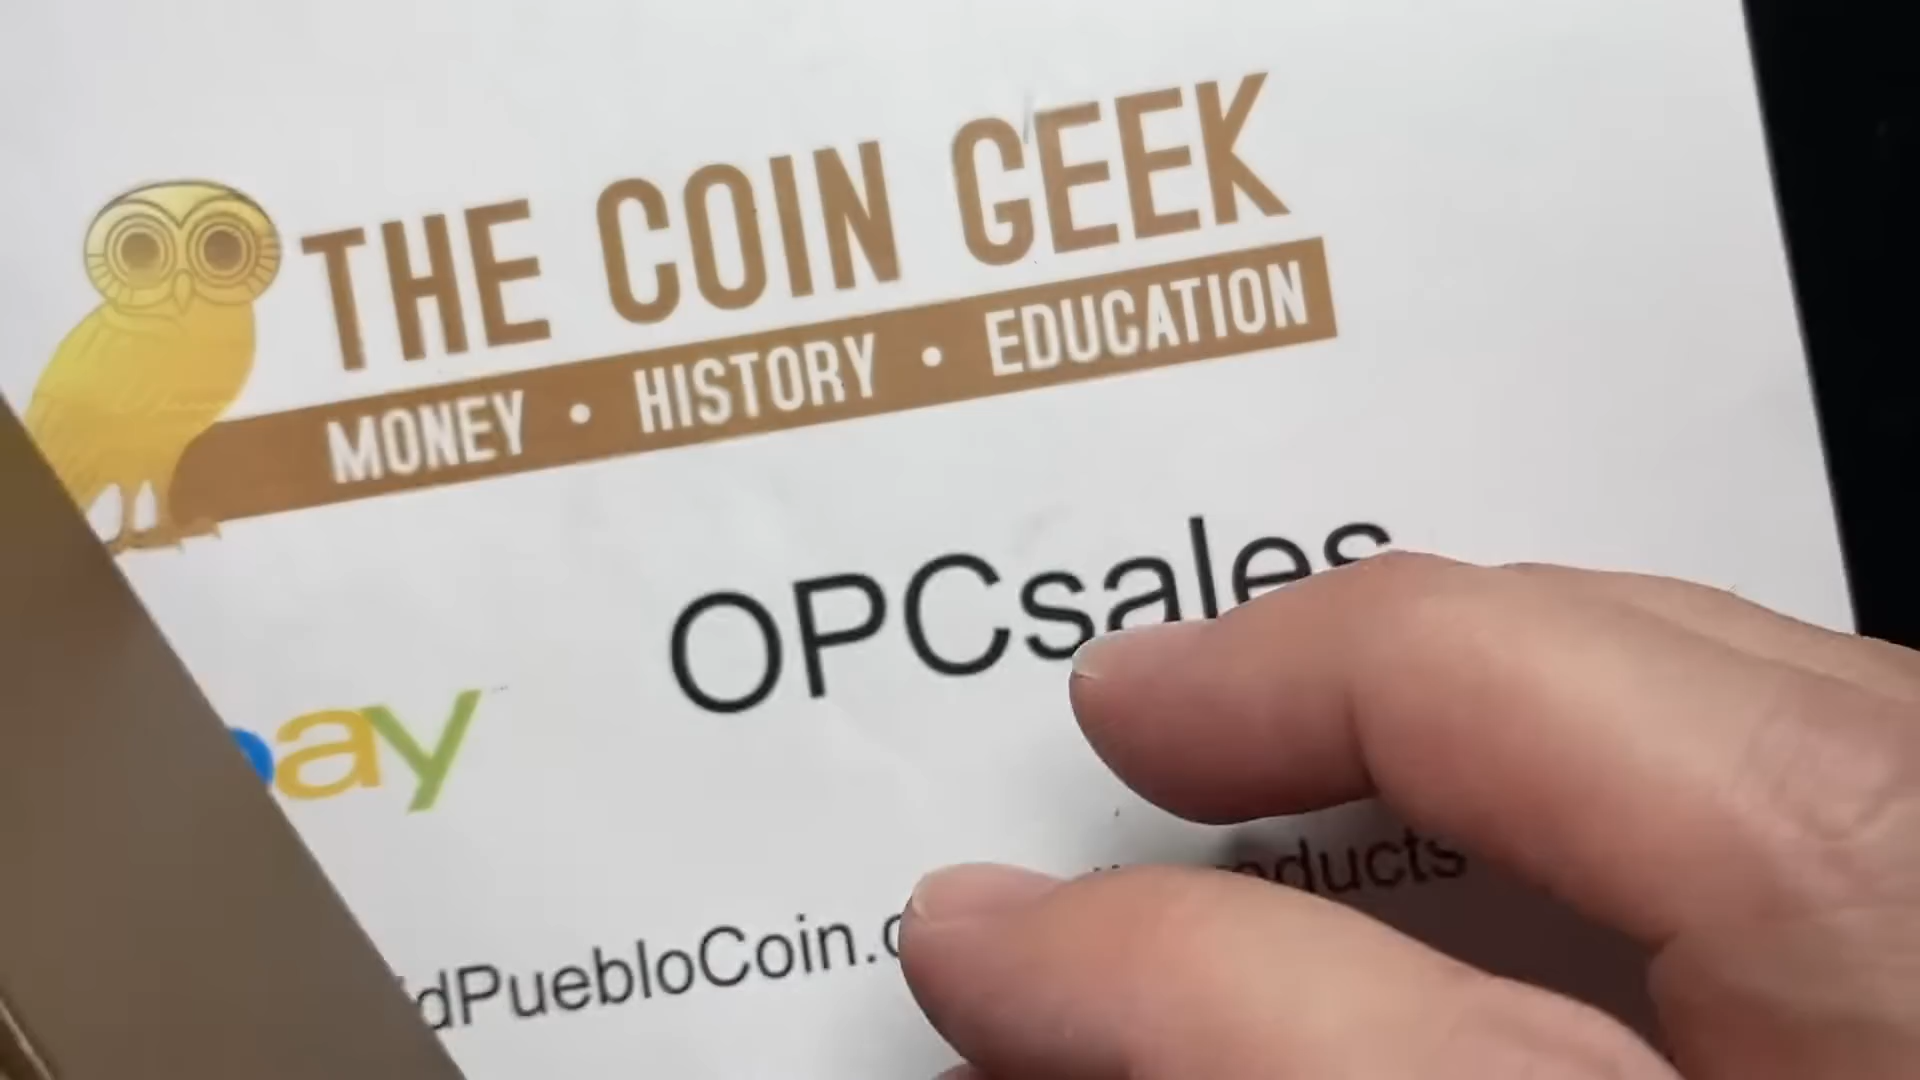 THE COIN GEEK
MONEY • HISTORY • EDUCATION
OPCsales
ay
dPuebloCoin.
ducts